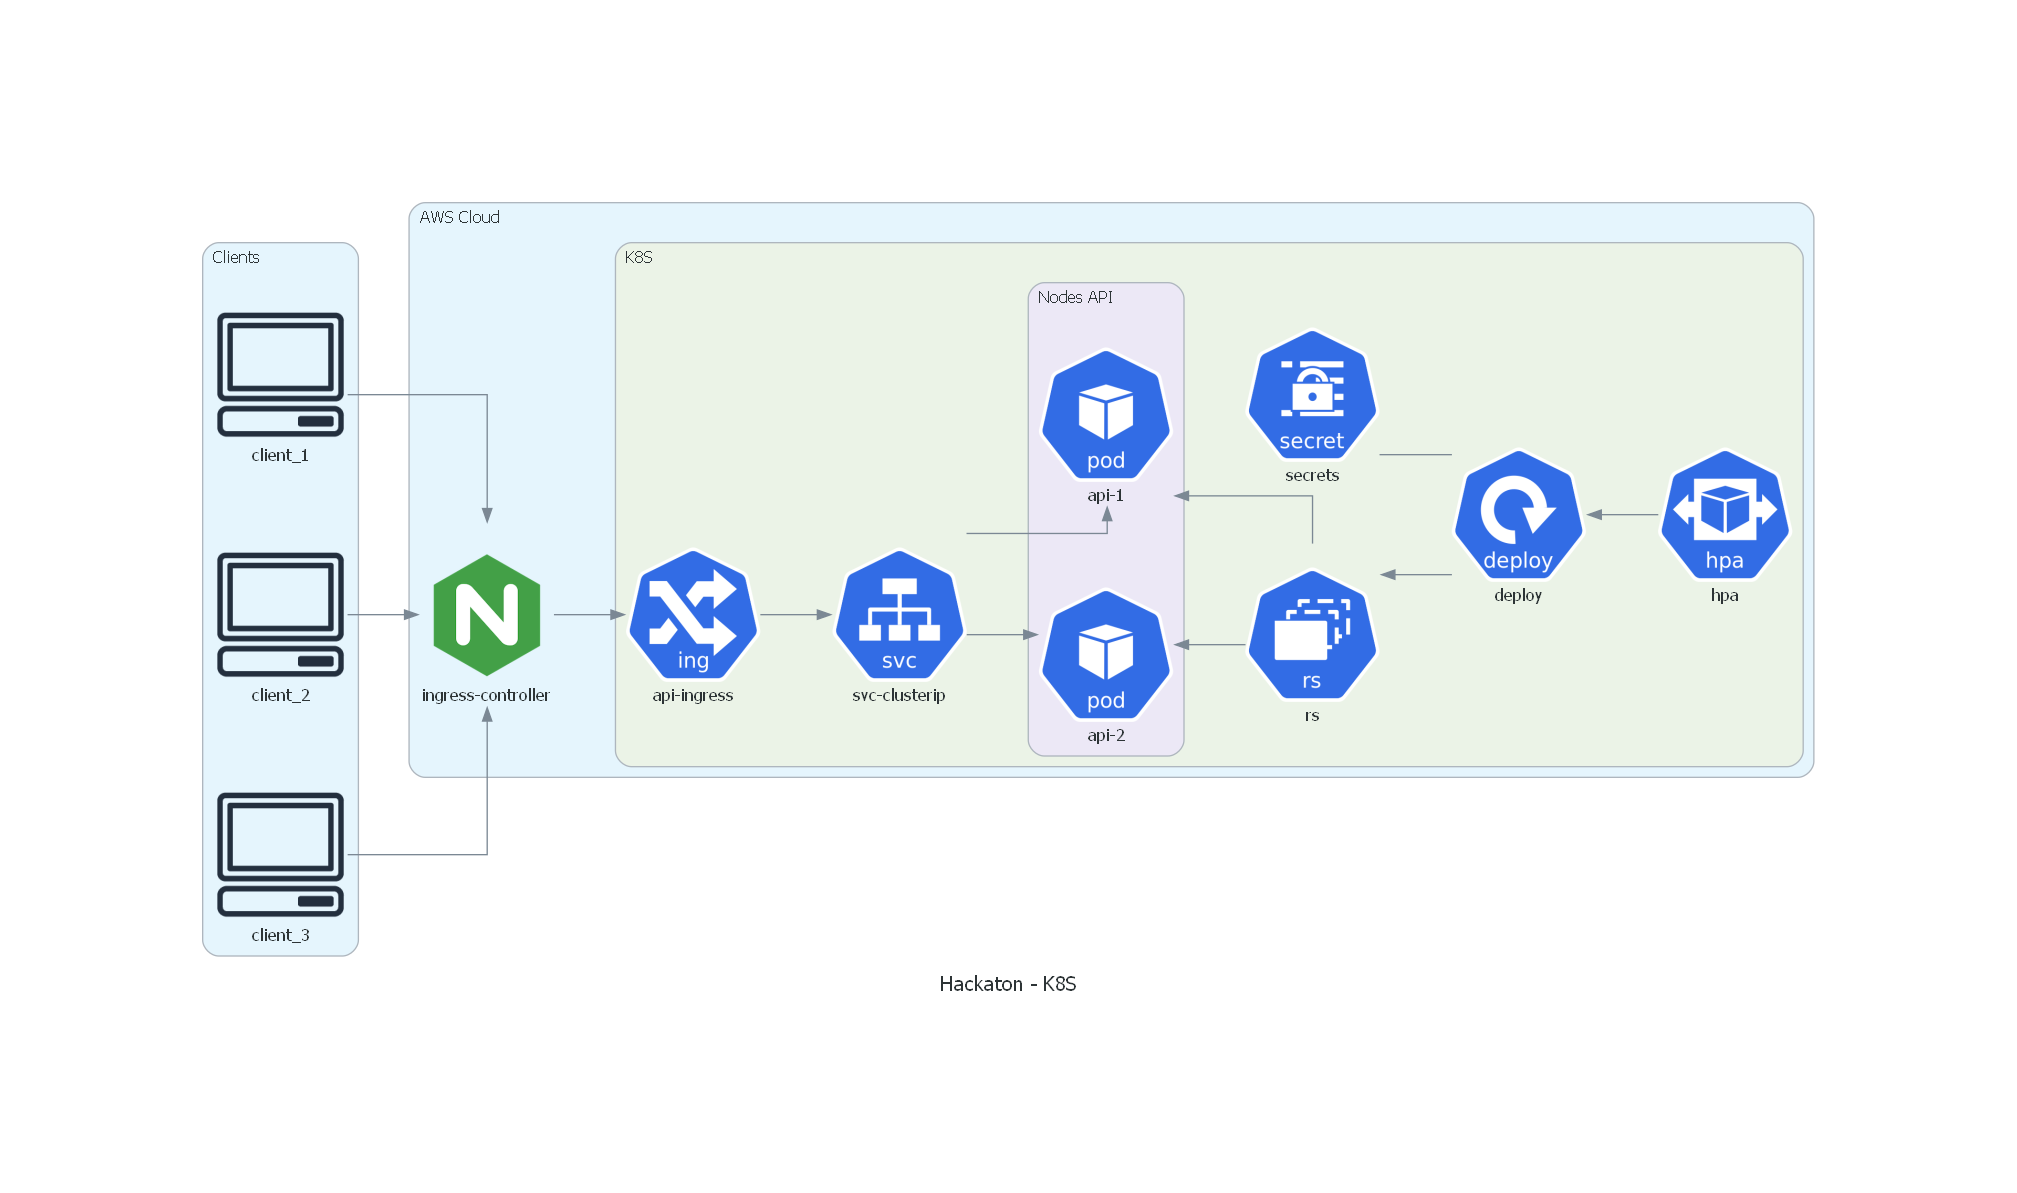 AWS Cloud
Clients
K8S
Nodes API
client_1
pod
api-1
secret
secrets
deploy
deploy
hpa
hpa
client_2
N
ingress-controller
ing
api-ingress
svc
svc-clusterip
pod
api-2
rs
rs
client_3
Hackaton - K8S